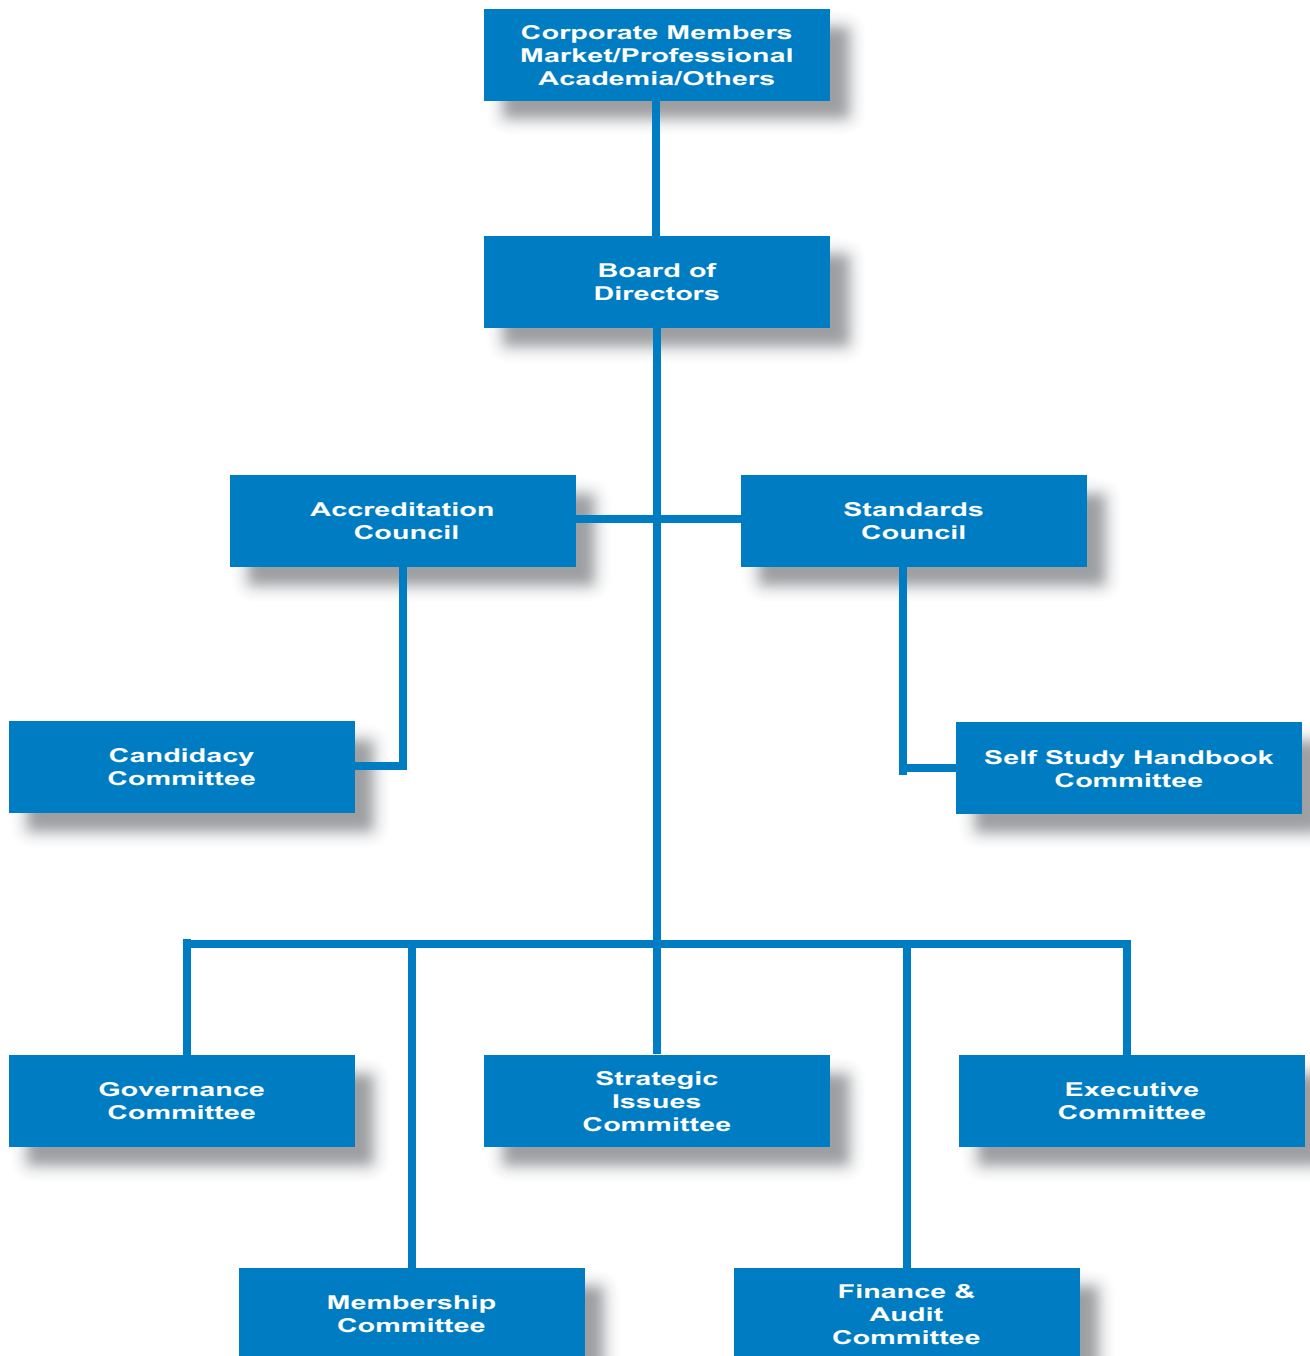 Corporate Members
Market/Professional
Academia/Others
Board of
Directors
Accreditation
Council
Standards
Council
Candidacy
Committee
Self Study Handbook
Committee
Governance
Committee
Strategic
Issues
Committee
Executive
Committee
Membership
Committee
Finance &
Audit
Committee